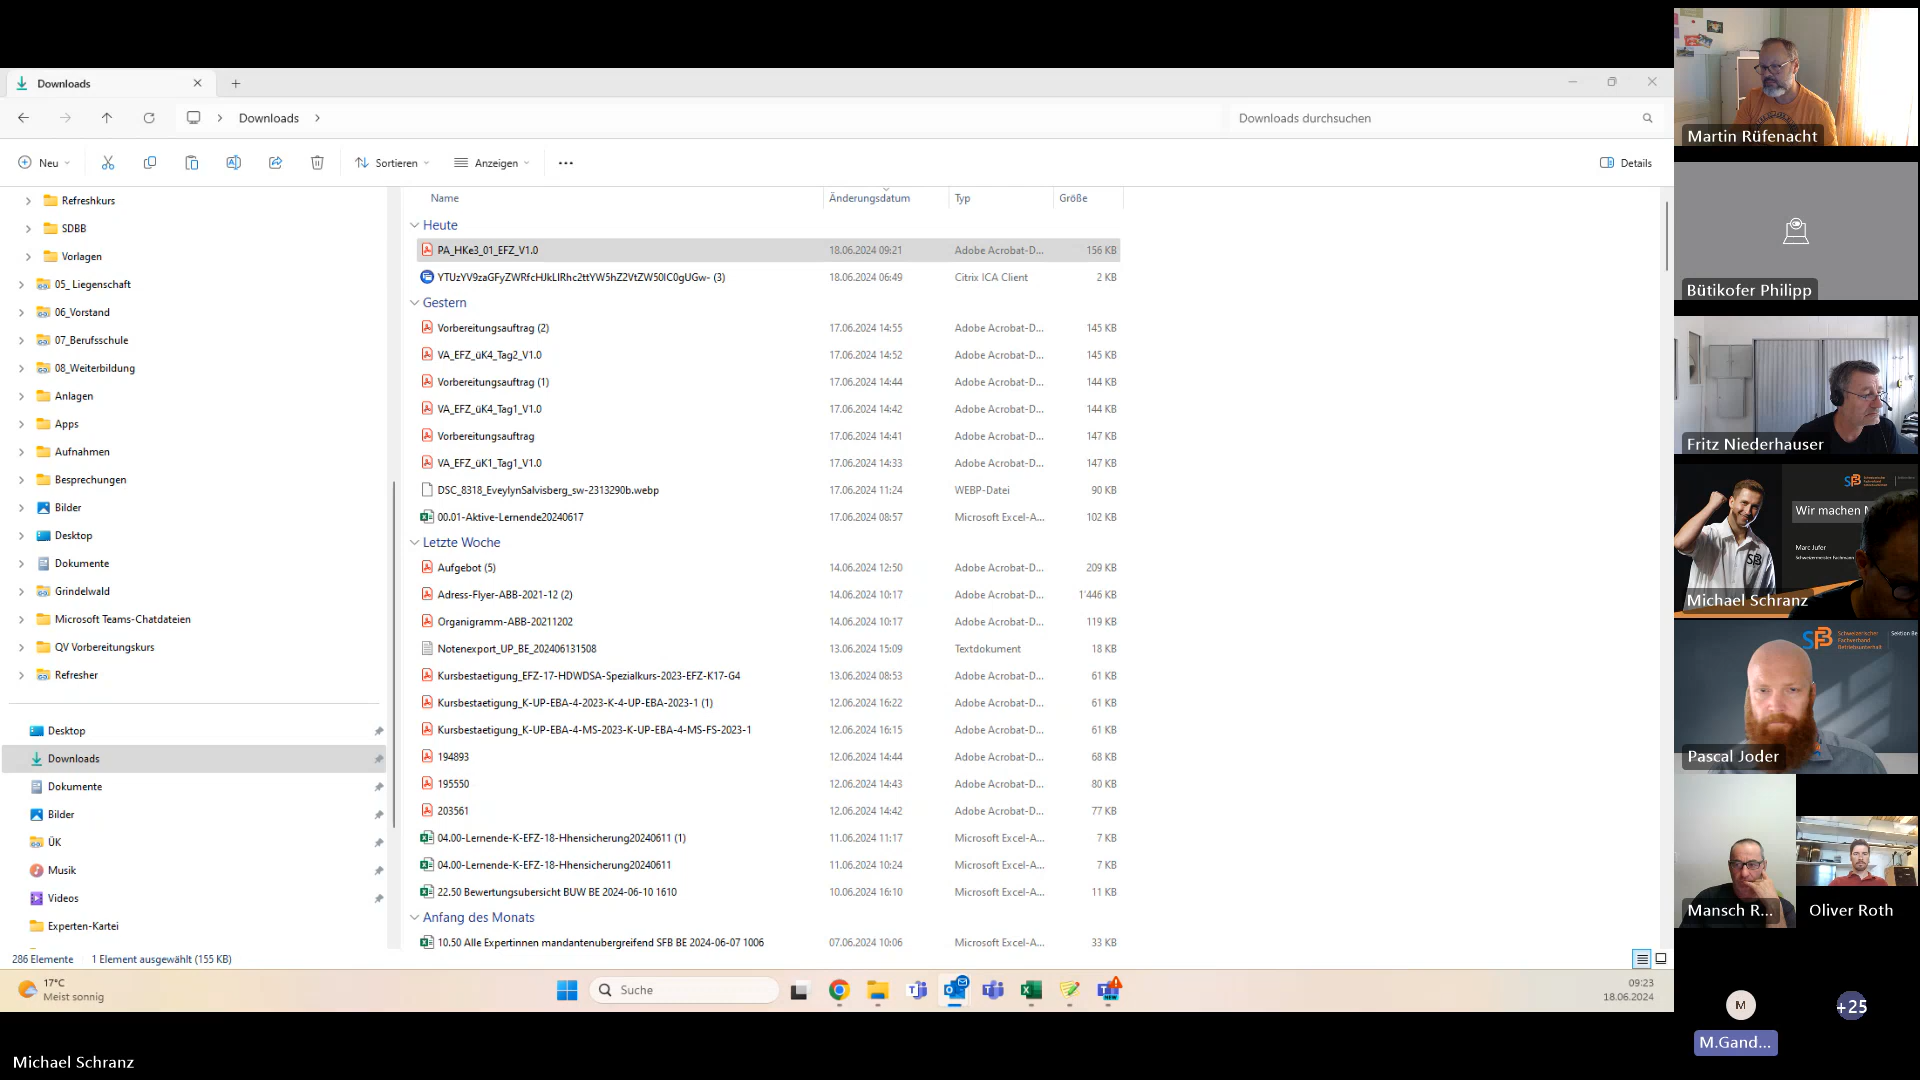 Downloads
Downloads
Downloads durchsuchen
Neu
Sortieren
Anzeigen
Details
Refreshkurs
SDBB
Vorlagen
05_ Liegenschaft
06_Vorstand
07_Berufsschule
08_Weiterbildung
Anlagen
Apps
Aufnahmen
Besprechungen
Bilder
Desktop
Dokumente
Grindelwald
Microsoft Teams-Chatdateien
QV Vorbereitungskurs
Refresher
Desktop
Downloads
Dokumente
Bilder
ÜK
Musik
Videos
Experten-Kartei
Name Änderungsdatum Typ Größe
Heute
PA_HKe3_01_EFZ_V1.0 18.06.2024 09:21 Adobe Acrobat-D... 156 KB
18.06.2024 06:49 Citrix ICA Client 2 KB
Gestern
Vorbereitungsauftrag (2) 17.06.2024 14:55 Adobe Acrobat-D... 145 KB
VA_EFZ_üK4_Tag2_V1.0 17.06.2024 14:52 Adobe Acrobat-D... 145 KB
Vorbereitungsauftrag (1) 17.06.2024 14:44 Adobe Acrobat-D... 144 KB
VA_EFZ_üK4_Tag1_V1.0 17.06.2024 14:42 Adobe Acrobat-D... 144 KB
Vorbereitungsauftrag 17.06.2024 14:41 Adobe Acrobat-D... 147 KB
VA_EFZ_üK1_Tag1_V1.0 17.06.2024 14:33 Adobe Acrobat-D... 147 KB
DSC_8318_EveylynSalvisberg_sw-2313290b.webp 17.06.2024 11:24 WEBP-Datei 90 KB
00.01-Aktive-Lernende20240617 17.06.2024 08:57 Microsoft Excel-A... 102 KB
Letzte Woche
Aufgebot (5) 14.06.2024 12:50 Adobe Acrobat-D... 209 KB
Adress-Flyer-ABB-2021-12 (2) 14.06.2024 10:17 Adobe Acrobat-D... 1'446 KB
Organigramm-ABB-20211202 14.06.2024 10:17 Adobe Acrobat-D... 119 KB
Notenexport_UP_BE_202406131508 13.06.2024 15:09 Textdokument 18 KB
Kursbestaetigung_EFZ-17-HDWDSA-Spezialkurs-2023-EFZ-K17-G4 13.06.2024 08:53 Adobe Acrobat-D... 61 KB
Kursbestaetigung_K-UP-EBA-4-2023-K-4-UP-EBA-2023-1 (1) 12.06.2024 16:22 Adobe Acrobat-D... 61 KB
Kursbestaetigung_K-UP-EBA-4-MS-2023-K-UP-EBA-4-MS-FS-2023-1 12.06.2024 16:15 Adobe Acrobat-D... 61 KB
194893 12.06.2024 14:44 Adobe Acrobat-D... 68 KB
195550 12.06.2024 14:43 Adobe Acrobat-D... 80 KB
203561 12.06.2024 14:42 Adobe Acrobat-D... 77 KB
04.00-Lernende-K-EFZ-18-Hhensicherung20240611 (1) 11.06.2024 11:17 Microsoft Excel-A... 7 KB
04.00-Lernende-K-EFZ-18-Hhensicherung20240611 11.06.2024 10:24 Microsoft Excel-A... 7 KB
22.50 Bewertungsubersicht BUW BE 2024-06-10 1610 10.06.2024 16:10 Microsoft Excel-A... 11 KB
Anfang des Monats
10.50 Alle Expertinnen mandantenubergreifend SFB BE 2024-06-07 1006 07.06.2024 10:06 Microsoft Excel-A... 33 KB
286 Elemente 1 Element ausgewählt (155 KB)
17°C
Meist sonnig
Suche
09:23
18.06.2024
Michael Schranz
Martin Rüfenacht
Bütikofer Philipp
Fritz Niederhauser
Wir machen
Marc Jufer
Michael Schranz
Schweizerischer
Fachverband
Betriebsunterhalt
Sektion Be
Pascal Joder
Mansch R...
Oliver Roth
M
+25
M.Gand...